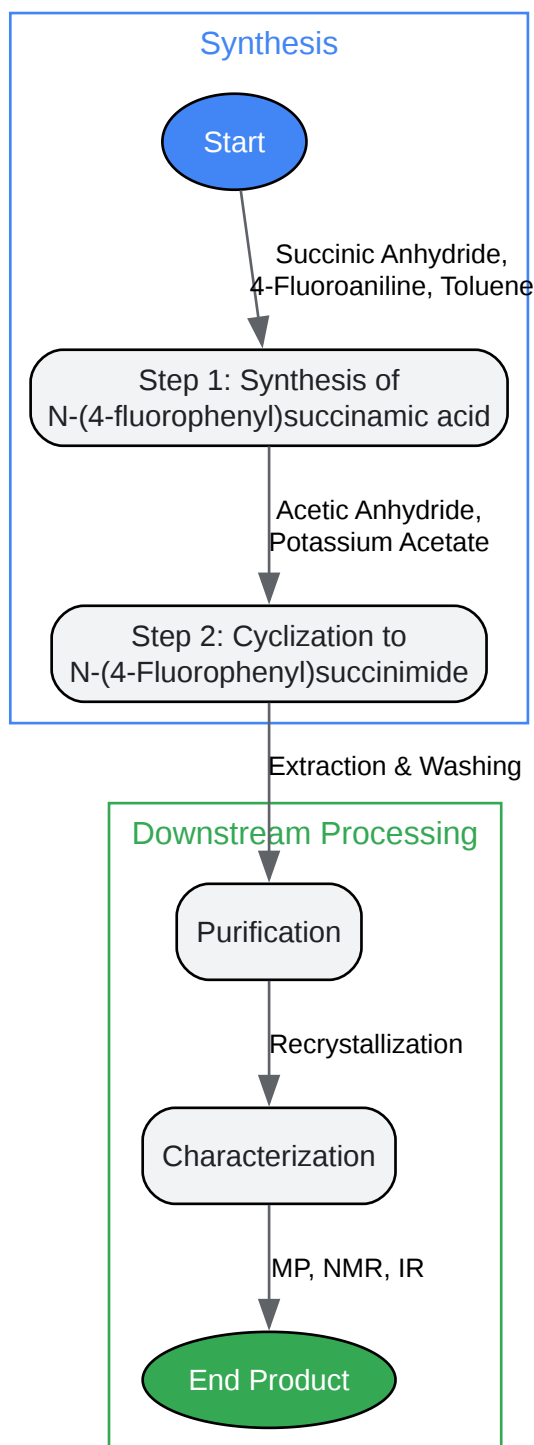 Synthesis
Start
Succinic Anhydride,
4-Fluoroaniline, Toluene
Step 1: Synthesis of
N-(4-fluorophenyl)succinamic acid
Acetic Anhydride,
Potassium Acetate
Step 2: Cyclization to
N-(4-Fluorophenyl)succinimide
Extraction & Washing
Downstream Processing
Purification
Recrystallization
Characterization
MP, NMR, IR
End Product